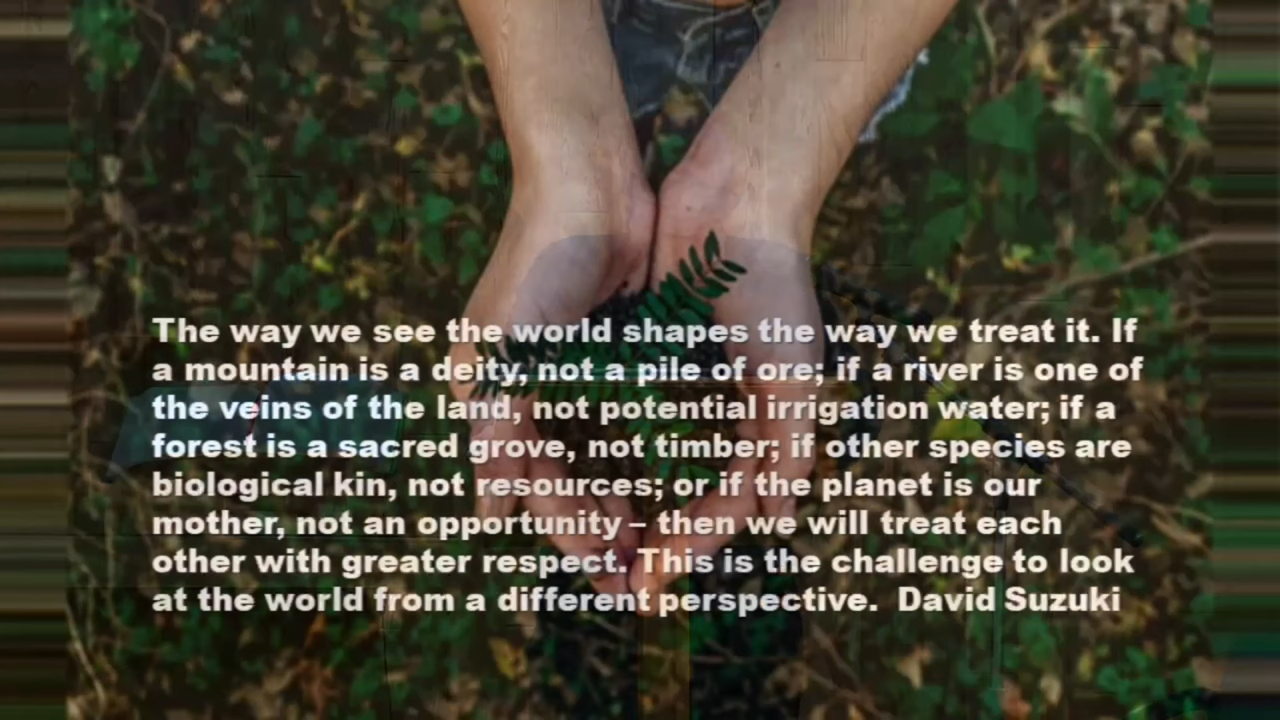 The way we see the world shapes the way we treat it. If
a mountain is a deity, not a pile of ore; if a river is one of
the veins of the land, not potential irrigation water; if a
forest is a sacred grove, not timber; if other species are
biological kin, not resources; or if the planet is our
mother, not an opportunity – then we will treat each
other with greater respect. This is the challenge to look
at the world from a different perspective.  David Suzuki